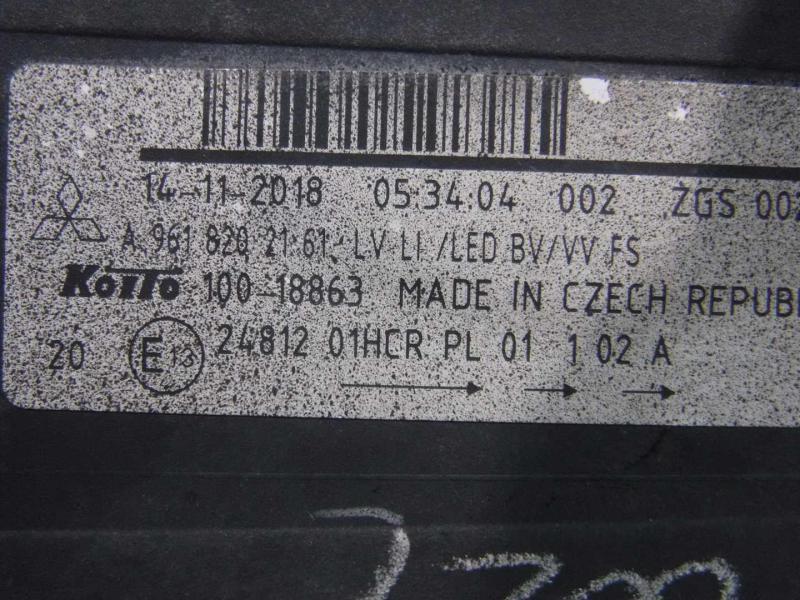 14-11-2018 05:34:04 002 ZGS 002
A 961 820 21 61 LV LI /LED BV/VV FS
100-18863 MADE IN CZECH REPUB
20 E13 24812 01HCR PL 01 1 02 A